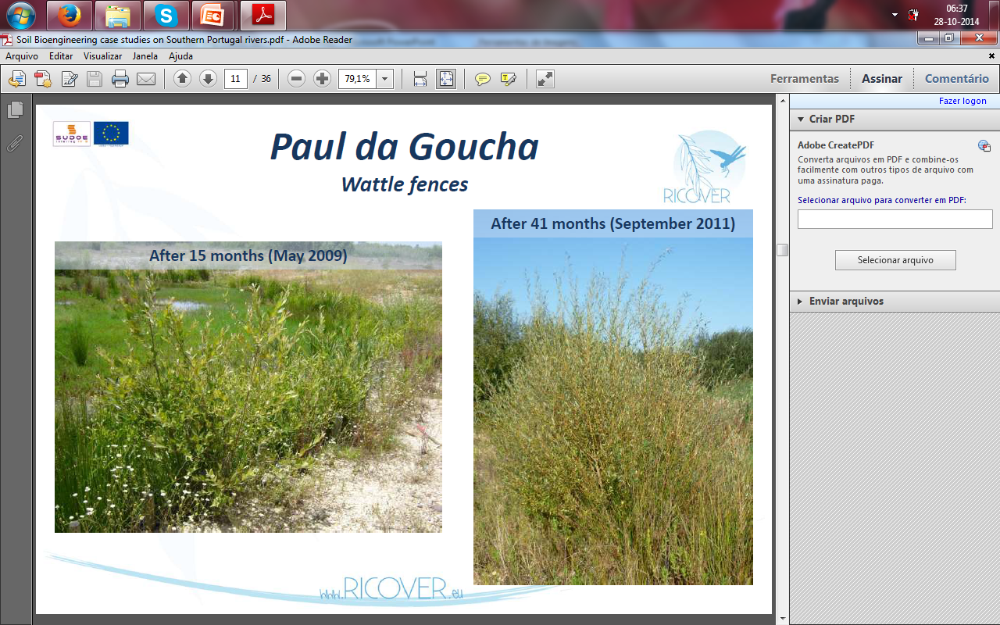 06:37
28-10-2014
Soil Bioengineering case studies on Southern Portugal rivers.pdf - Adobe Reader
Arquivo Editar Visualizar Janela Ajuda
11 / 36 79,1% Ferramentas Assinar Comentário
Fazer logon
Criar PDF
Adobe CreatePDF
Converta arquivos em PDF e combine-os
facilmente com outros tipos de arquivo com
uma assinatura paga.
Selecionar arquivo para converter em PDF:
Selecionar arquivo
Enviar arquivos
SUDOE
Paul da Goucha
Wattle fences
RICOVER
After 15 months (May 2009)
After 41 months (September 2011)
www.RICOVER.eu